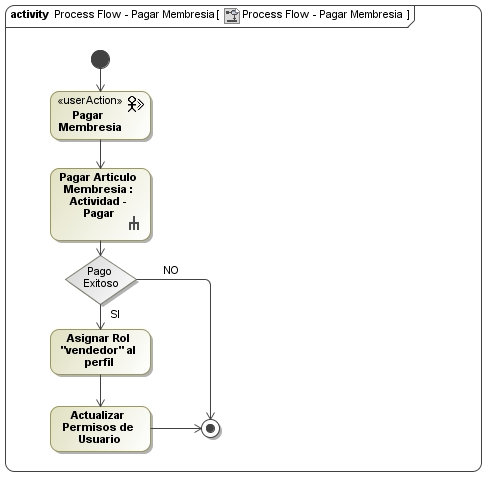 activity Process Flow - Pagar Membresia [ Process Flow - Pagar Membresia ]
«userAction»
Pagar
Membresia
Pagar Articulo
Membresia :
Actividad -
Pagar
Pago
Exitoso
NO
SI
Asignar Rol
"vendedor" al
perfil
Actualizar
Permisos de
Usuario